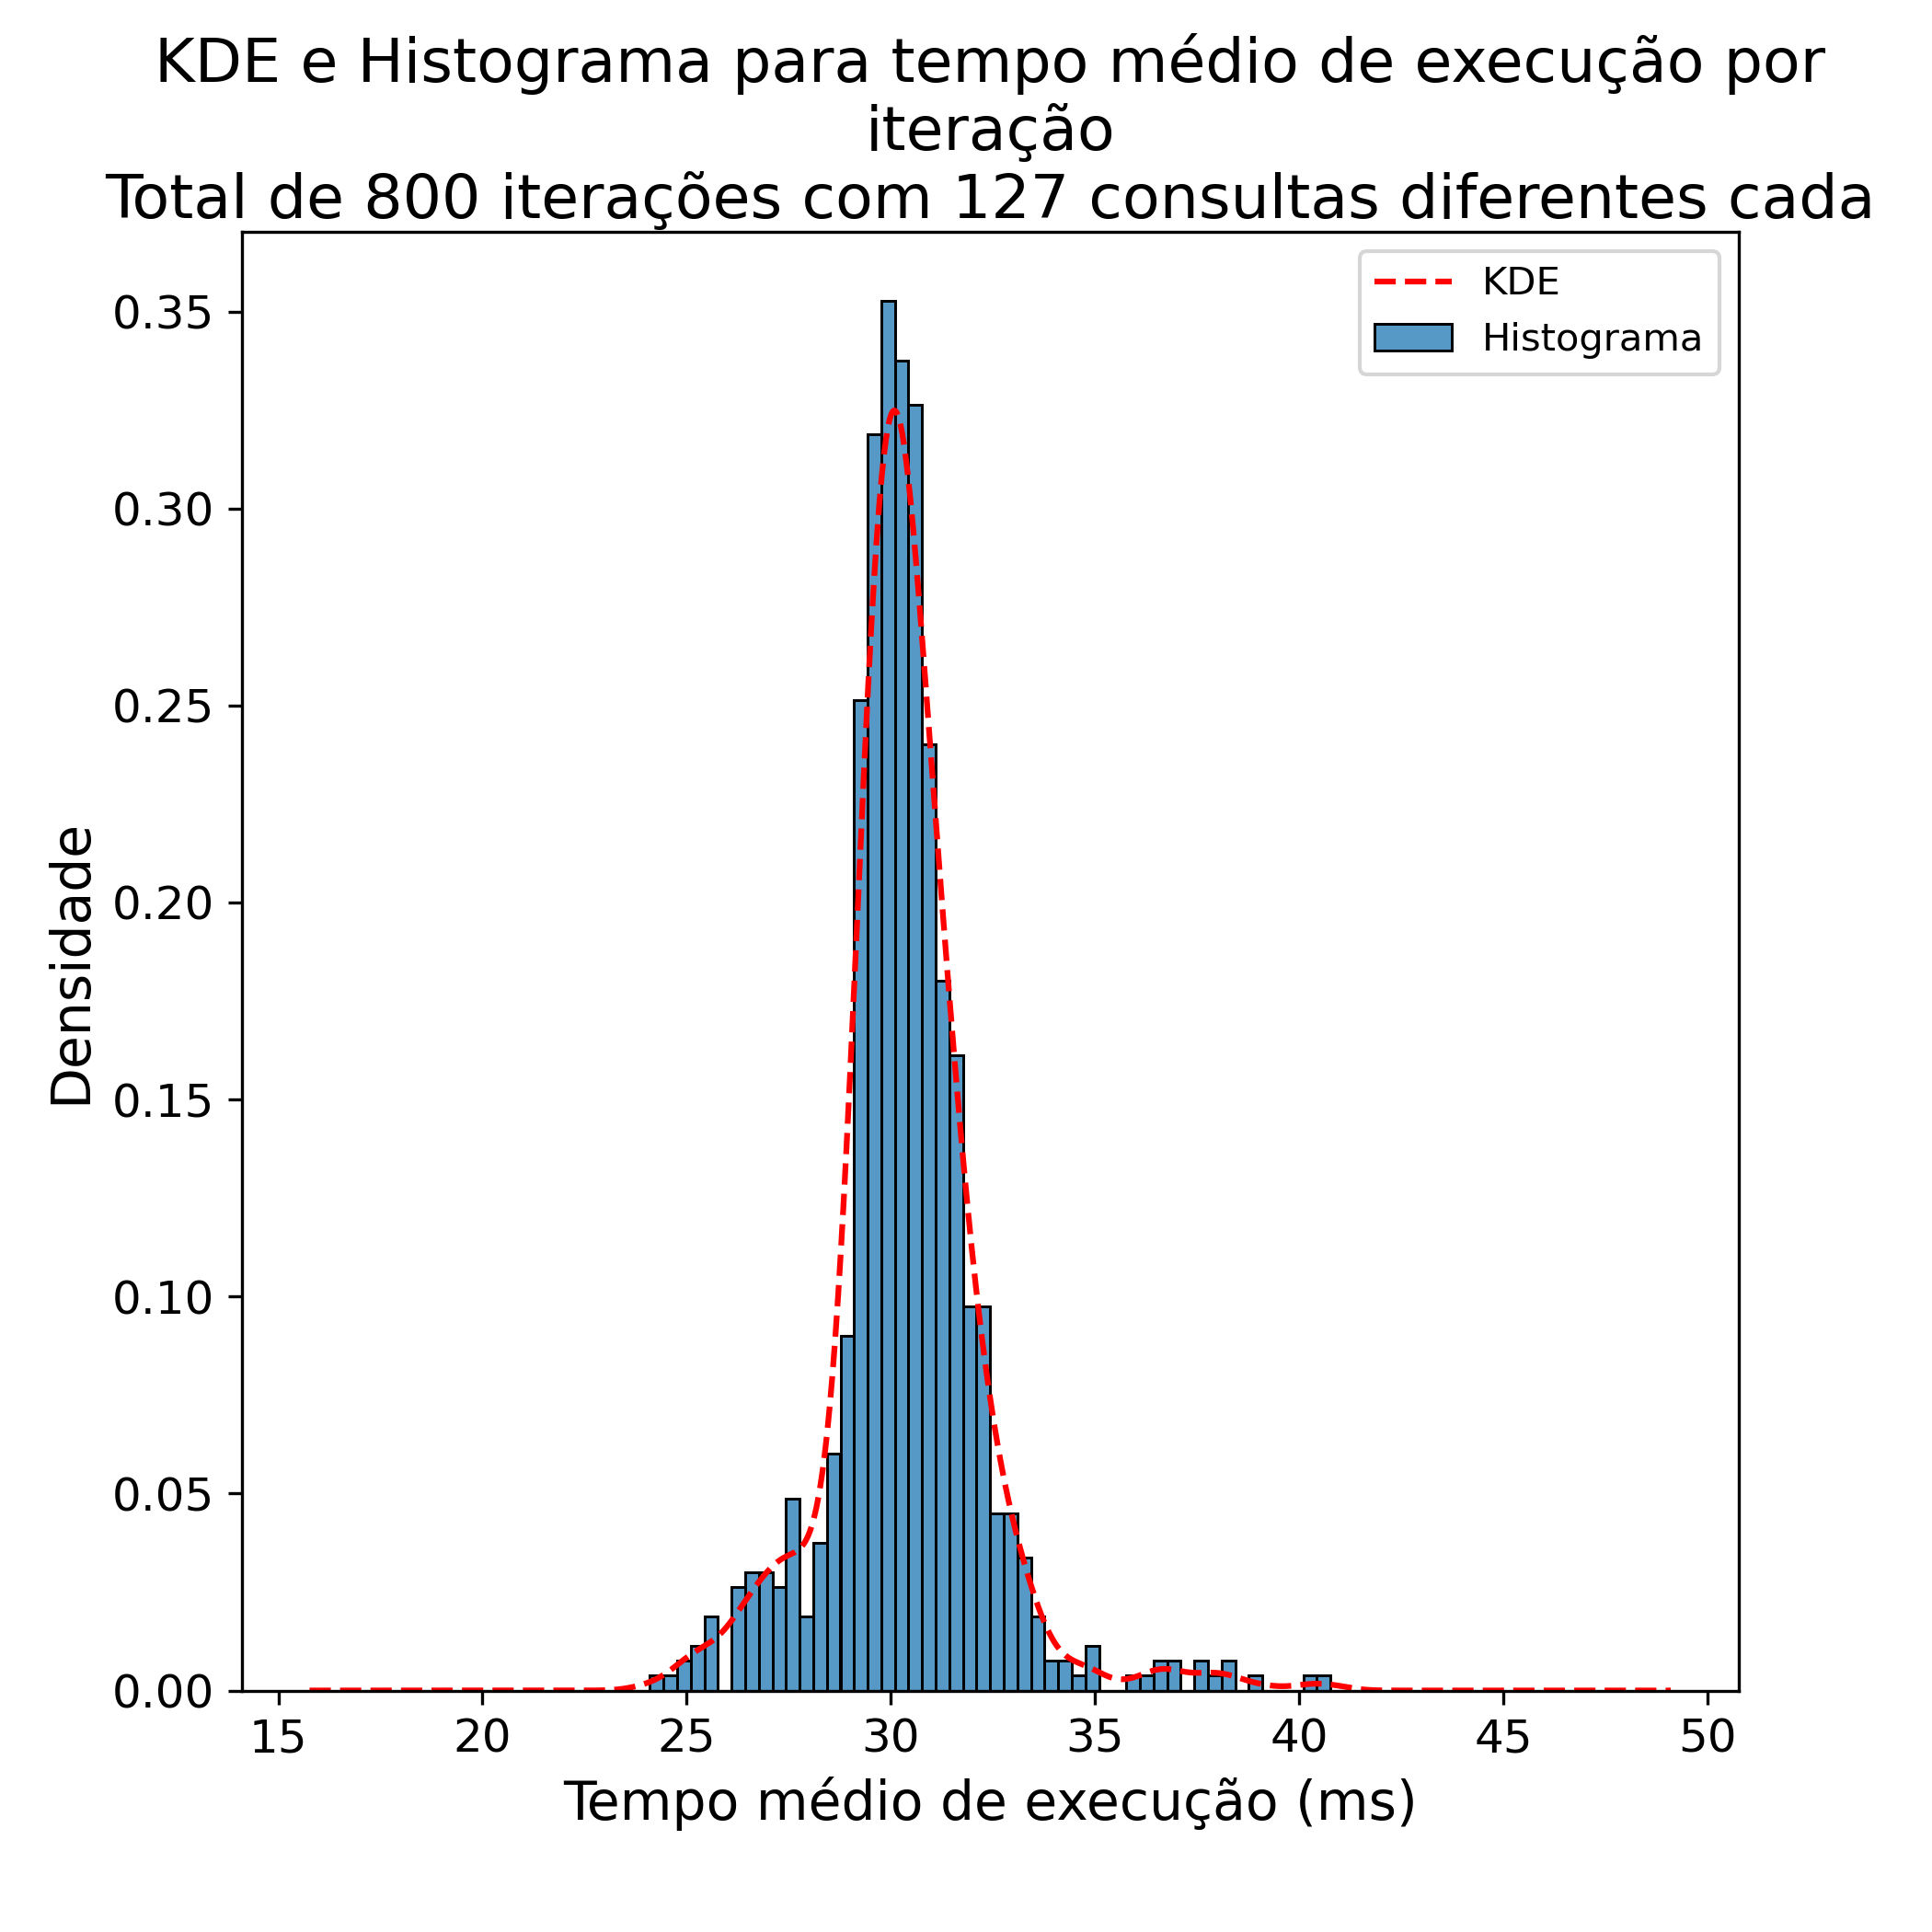 KDE e Histograma para tempo médio de execução por
iteração
Total de 800 iterações com 127 consultas diferentes cada
KDE
Histograma
0.35
0.30
0.25
0.20
0.15
0.10
0.05
0.00
Densidade
15 20 25 30 35 40 45 50
Tempo médio de execução (ms)